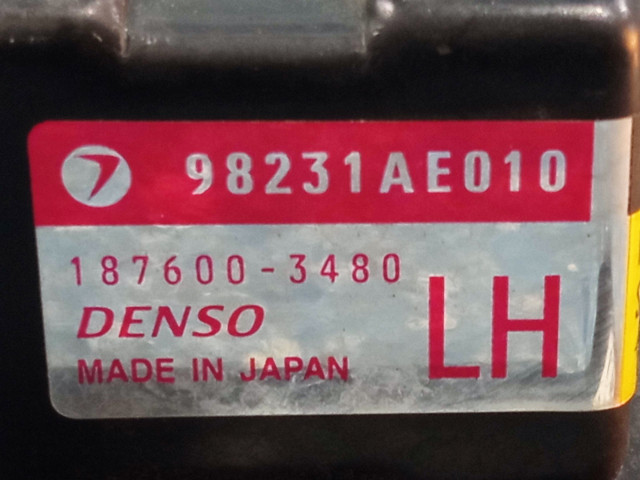 98231AE010
187600-3480
DENSO
LH
MADE IN JAPAN